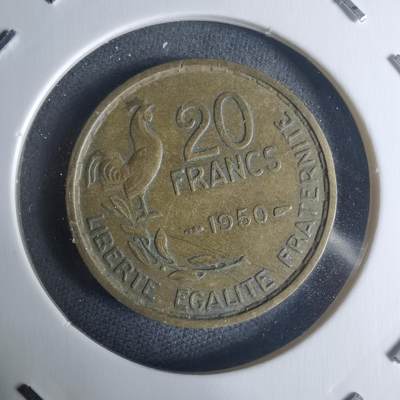 20
FRANCS
1950
LIBERTE EGALITE FRATERNITE